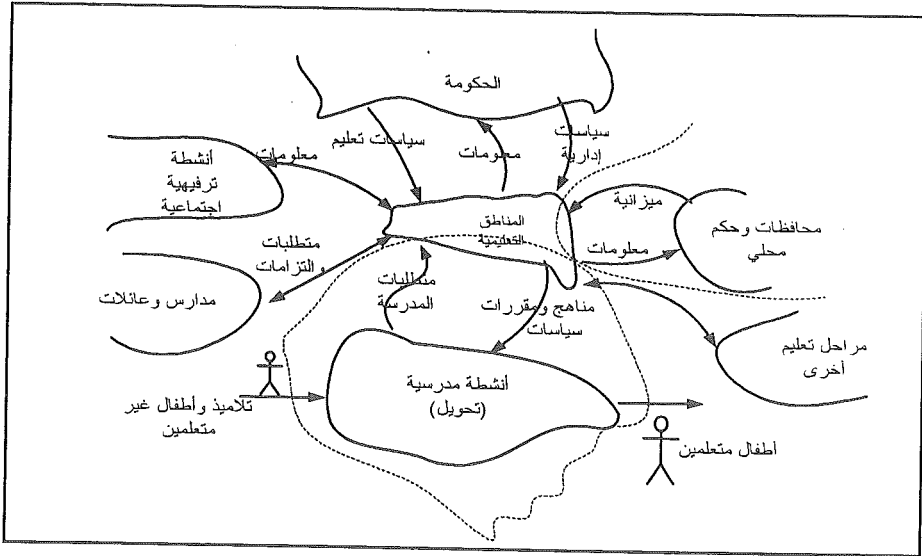 الحكومة
سياسات
إدارية
معلومات
سياسات تعليم
معلومات
أنشطة
ترفيهية
اجتماعية
ميزانية
محافظات وحكم
محلي
معلومات
المناطق
التعليمية
متطلبات
والتزامات
مدارس وعائلات
متطلبات
المدرسة
مناهج ومقررات
سياسات
مراحل تعليم
أخرى
أنشطة مدرسية
(تحويل)
تلاميذ وأطفال غير
متعلمين
أطفال متعلمين